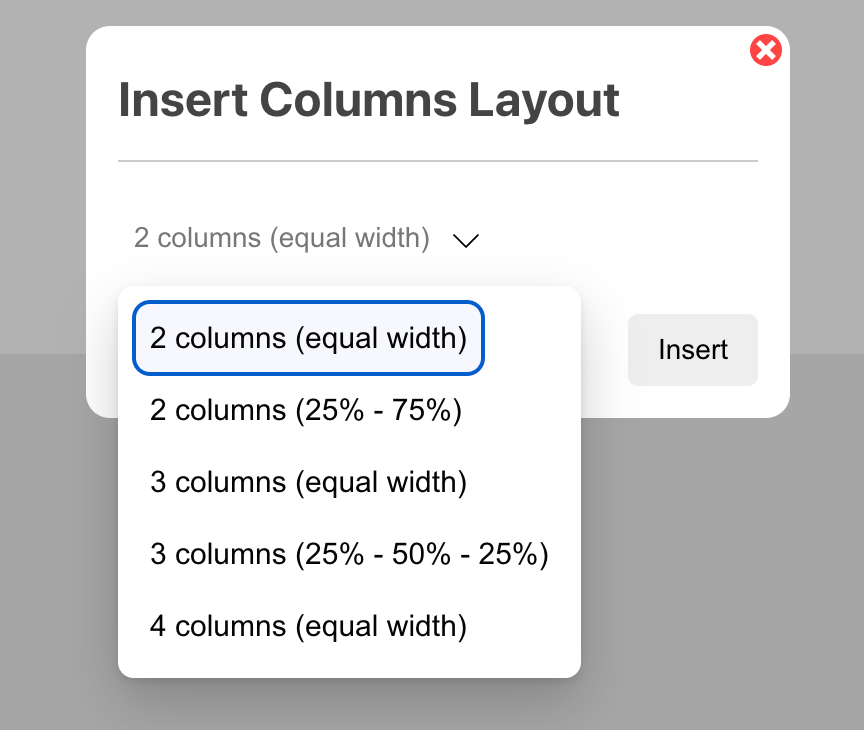 Insert Columns Layout
2 columns (equal width)
2 columns (equal width)
2 columns (25% - 75%)
3 columns (equal width)
3 columns (25% - 50% - 25%)
4 columns (equal width)
Insert